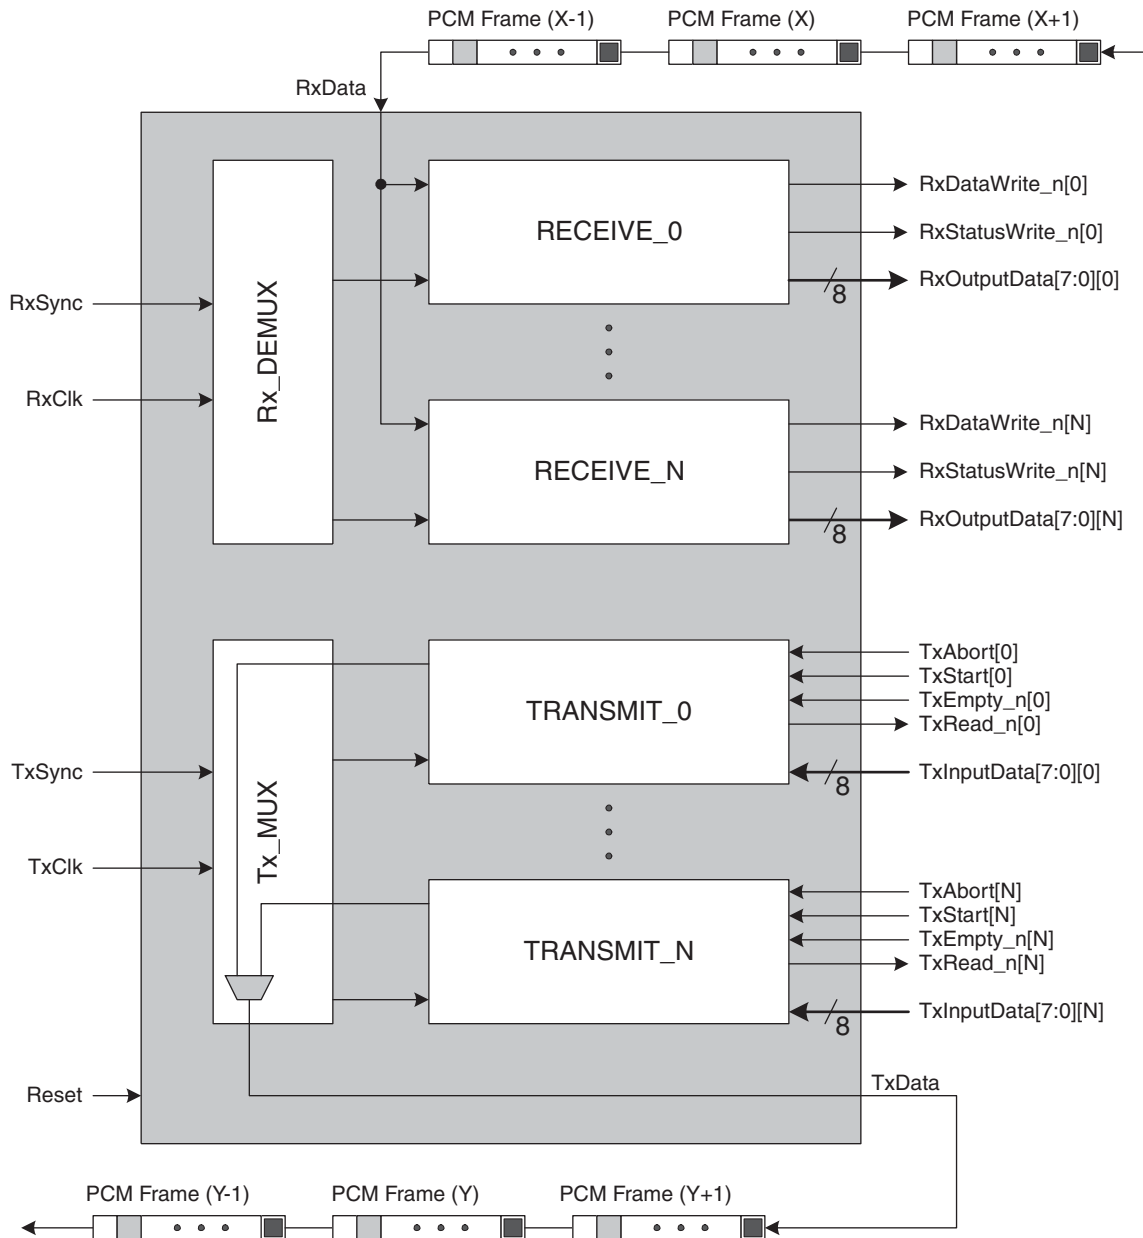 PCM Frame (X-1)
PCM Frame (X)
PCM Frame (X+1)
RxData
RxDataWrite_n[0]
RECEIVE_0
RxStatusWrite_n[0]
RxOutputData[7:0][0]
8
RxSync
Rx_DEMUX
RxClk
RxDataWrite_n[N]
RECEIVE_N
RxStatusWrite_n[N]
RxOutputData[7:0][N]
8
TxAbort[0]
TxStart[0]
TxEmpty_n[0]
TxRead_n[0]
TRANSMIT_0
TxInputData[7:0][0]
8
TxSync
Tx_MUX
TxClk
TxAbort[N]
TxStart[N]
TxEmpty_n[N]
TxRead_n[N]
TRANSMIT_N
TxInputData[7:0][N]
8
Reset
TxData
PCM Frame (Y-1)
PCM Frame (Y)
PCM Frame (Y+1)